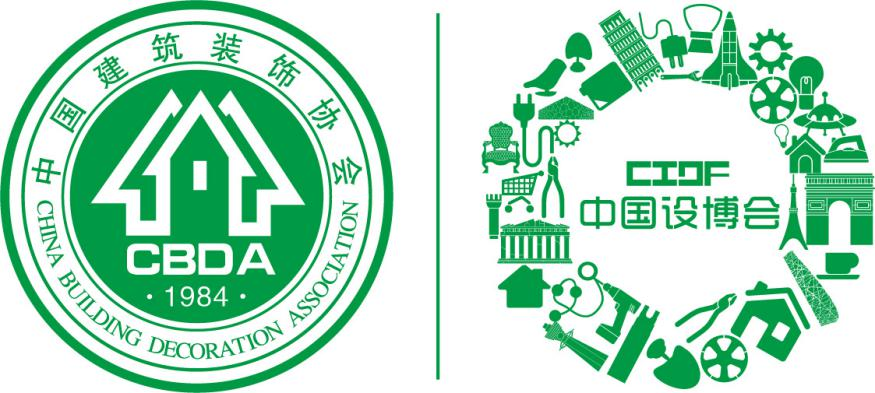 中国建筑装饰协会
CBDA
· 1984 ·
CHINA BUILDING DECORATION ASSOCIATION
CIDF
中国设博会